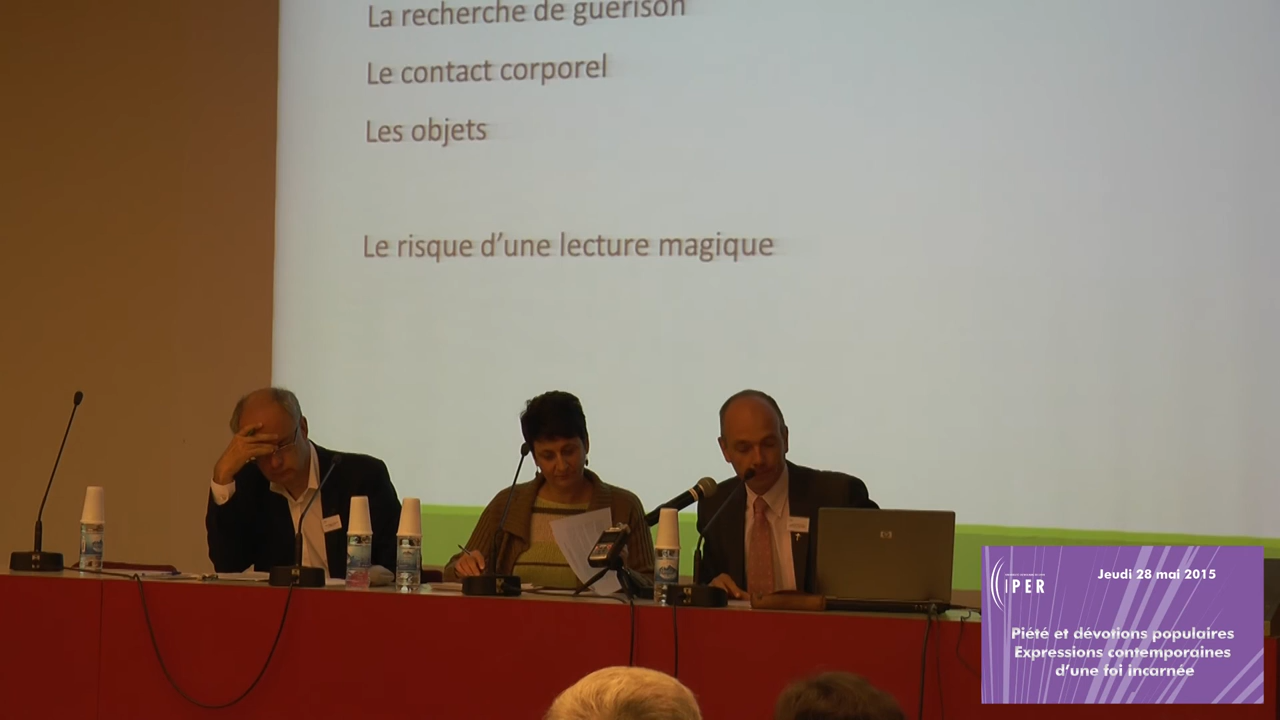 La recherche de guérison
Le contact corporel
Les objets
Le risque d'une lecture magique
IPER
Jeudi 28 mai 2015
Piété et dévotions populaires
Expressions contemporaines
d'une foi incarnée
hp